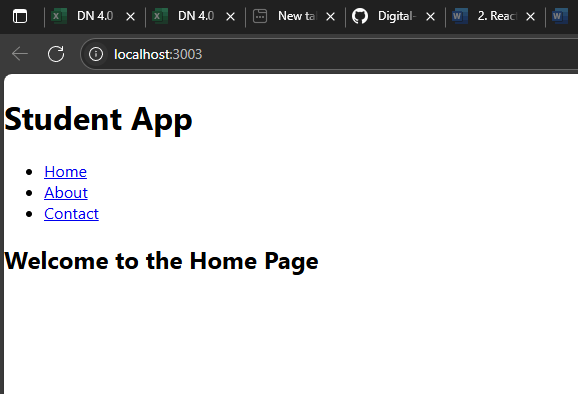 DN 4.0
DN 4.0
New ta
Digital-
2. Reac
localhost:3003
Student App
Home
About
Contact
Welcome to the Home Page